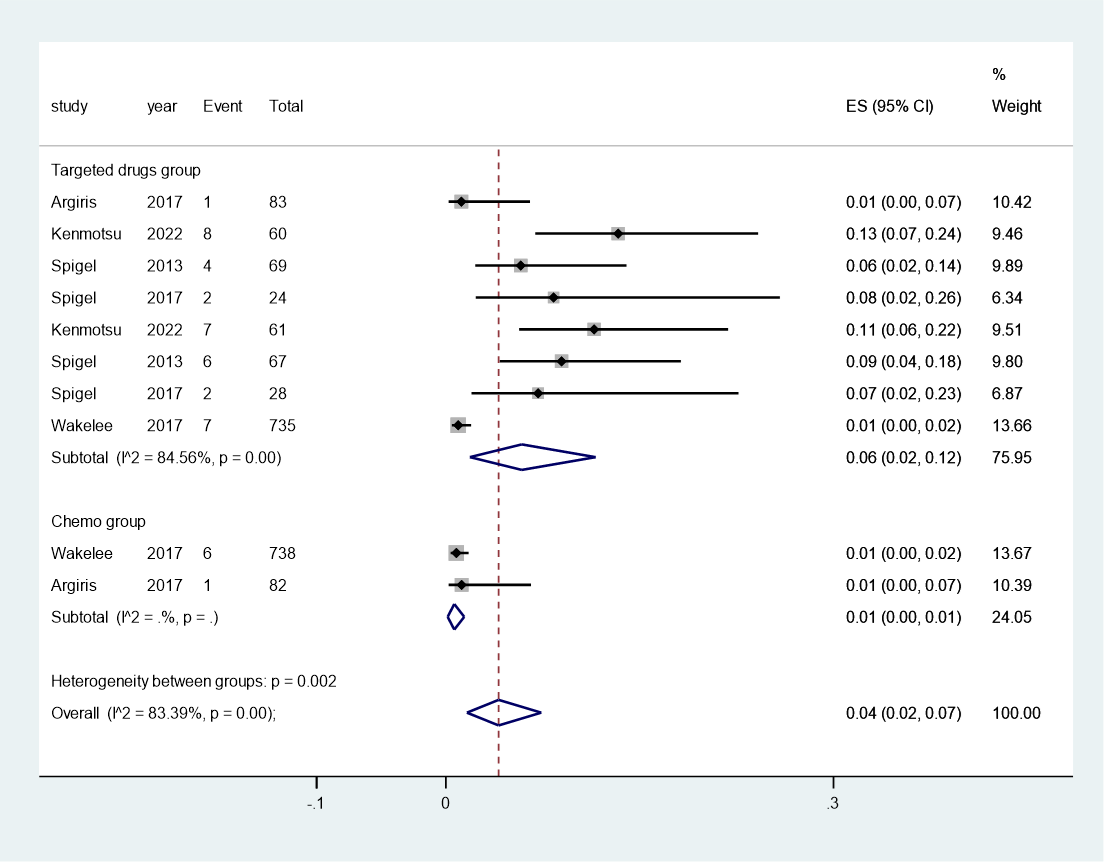 %
study year Event Total ES (95% CI) Weight
Targeted drugs group
Argiris 2017 1 83 0.01 (0.00, 0.07) 10.42
Kenmotsu 2022 8 60 0.13 (0.07, 0.24) 9.46
Spigel 2013 4 69 0.06 (0.02, 0.14) 9.89
Spigel 2017 2 24 0.08 (0.02, 0.26) 6.34
Kenmotsu 2022 7 61 0.11 (0.06, 0.22) 9.51
Spigel 2013 6 67 0.09 (0.04, 0.18) 9.80
Spigel 2017 2 28 0.07 (0.02, 0.23) 6.87
Wakelee 2017 7 735 0.01 (0.00, 0.02) 13.66
Subtotal (I^2 = 84.56%, p = 0.00) 0.06 (0.02, 0.12) 75.95
Chemo group
Wakelee 2017 6 738 0.01 (0.00, 0.02) 13.67
Argiris 2017 1 82 0.01 (0.00, 0.07) 10.39
Subtotal (I^2 = .%, p = .) 0.01 (0.00, 0.01) 24.05
Heterogeneity between groups: p = 0.002
Overall (I^2 = 83.39%, p = 0.00); 0.04 (0.02, 0.07) 100.00
-.1 0 .3